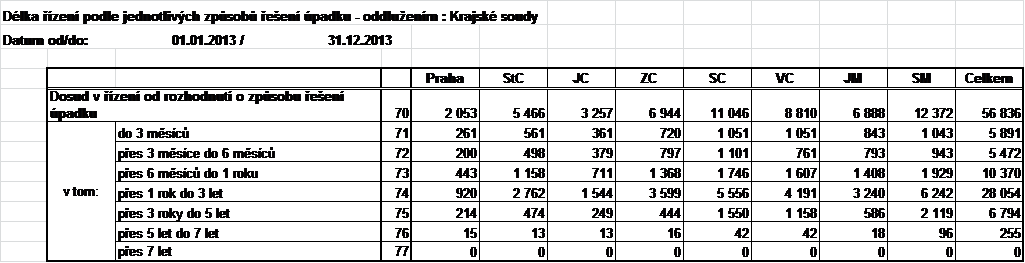 Délka řízení podle jednotlivých způsobů řešení úpadku - oddlužením : Krajské soudy
Datum od/do: 01.01.2013 / 31.12.2013
Praha StC JC ZC SC VC JM SM Celkem
Dosud v řízení od rozhodnutí o způsobu řešení
úpadku 70 2 053 5 466 3 257 6 944 11 046 8 810 6 888 12 372 56 836
do 3 měsíců 71 261 561 361 720 1 051 1 051 843 1 043 5 891
přes 3 měsíce do 6 měsíců 72 200 498 379 797 1 101 761 793 943 5 472
přes 6 měsíců do 1 roku 73 443 1 158 711 1 368 1 746 1 607 1 408 1 929 10 370
v tom: přes 1 rok do 3 let 74 920 2 762 1 544 3 599 5 556 4 191 3 240 6 242 28 054
přes 3 roky do 5 let 75 214 474 249 444 1 550 1 158 586 2 119 6 794
přes 5 let do 7 let 76 15 13 13 16 42 42 18 96 255
přes 7 let 77 0 0 0 0 0 0 0 0 0